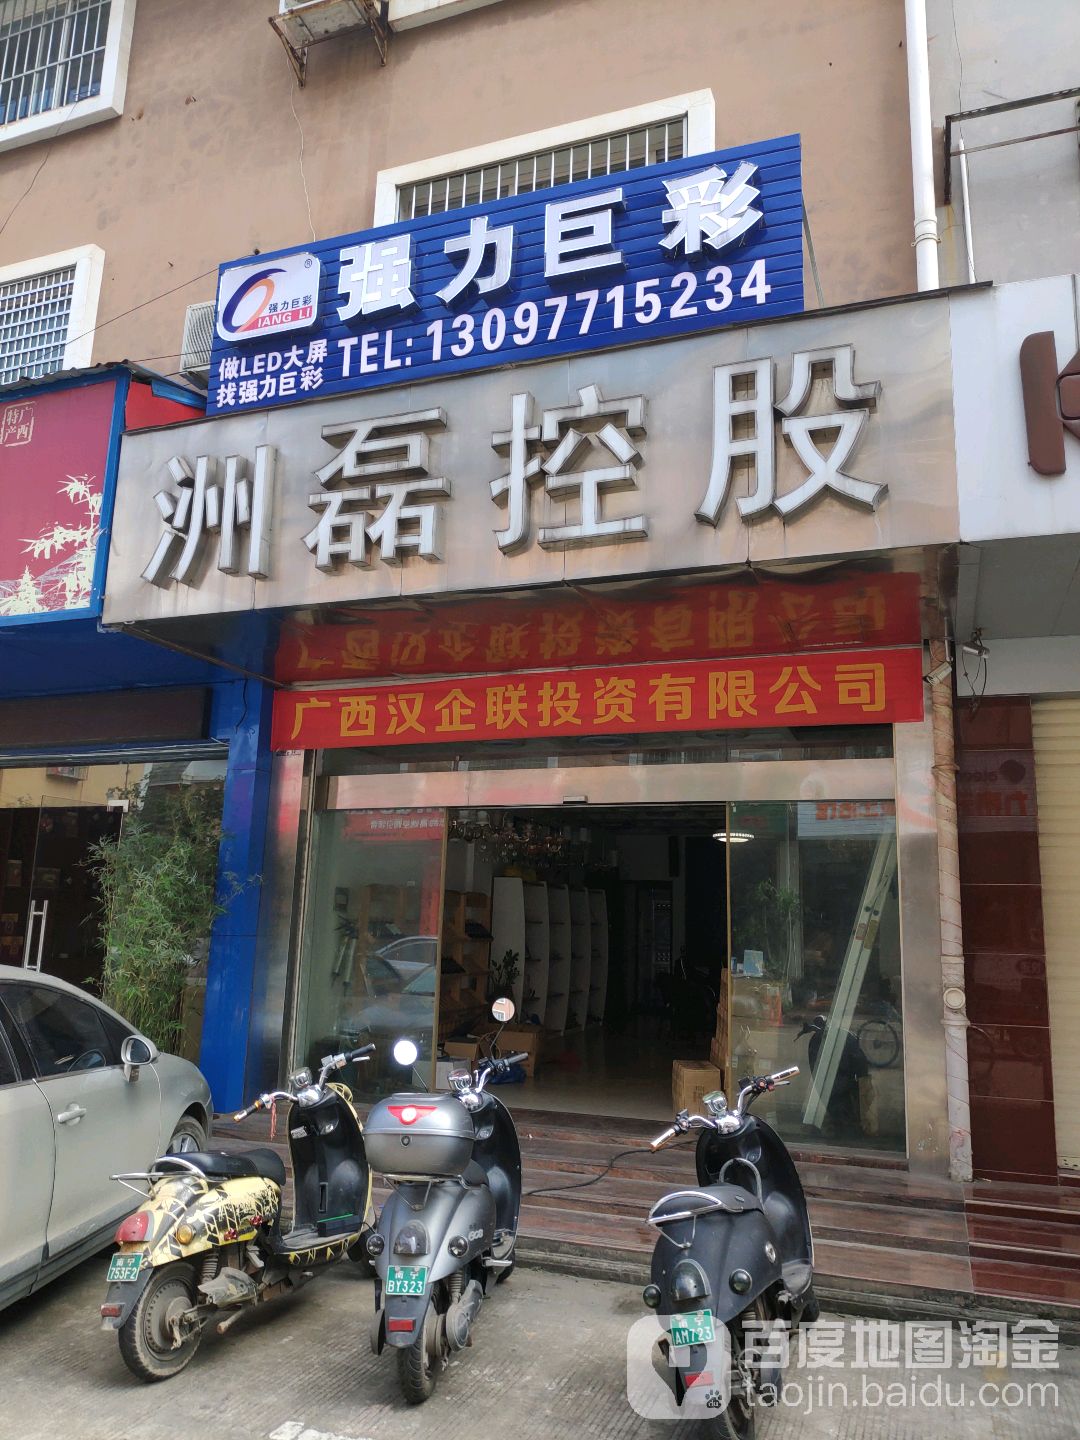 强力巨彩
®
强力巨彩
QIANG LI
做LED大屏
找强力巨彩
TEL: 13097715234
广西
特产
洲磊控股
广西汉企联投资有限公司
南宁
753F2
南宁
BY323
南宁
AM723
百度地图淘金
taojin.baidu.com